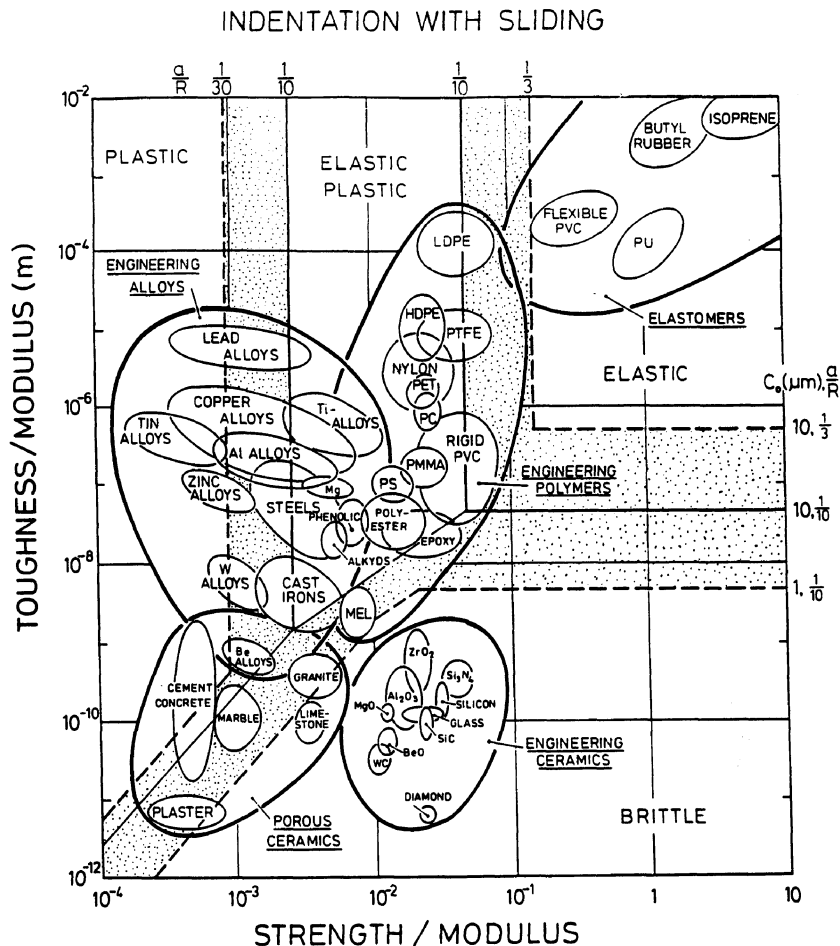 INDENTATION WITH SLIDING
a/R 1/30 1/10 1/10 1/3
10⁻²
PLASTIC
ELASTIC
PLASTIC
BUTYL
RUBBER
ISOPRENE
FLEXIBLE
PVC
PU
LDPE
10⁻⁴
ENGINEERING
ALLOYS
HDPE
PTFE
ELASTOMERS
LEAD
ALLOYS
NYLON
PET
ELASTIC
C₀(μm), a/R
10⁻⁶
COPPER
ALLOYS
Ti-
ALLOYS
PC
10, 1/3
TIN
ALLOYS
Al ALLOYS
RIGID
PVC
PMMA
ENGINEERING
POLYMERS
ZINC
ALLOYS
Mg
PS
STEELS
PHENOLIC
POLY-
ESTER
10, 1/10
EPOXY
10⁻⁸
ALKYDS
W
ALLOYS
CAST
IRONS
MEL
1, 1/10
Be
ALLOYS
ZrO₂
CEMENT
CONCRETE
GRANITE
Si₃N₄
Al₂O₃
SILICON
MgO
10⁻¹⁰
MARBLE
LIME-
STONE
GLASS
SiC
BeO
WC
ENGINEERING
CERAMICS
DIAMOND
PLASTER
POROUS
CERAMICS
BRITTLE
10⁻¹²
10⁻⁴ 10⁻³ 10⁻² 10⁻¹ 1 10
STRENGTH / MODULUS
TOUGHNESS/MODULUS (m)